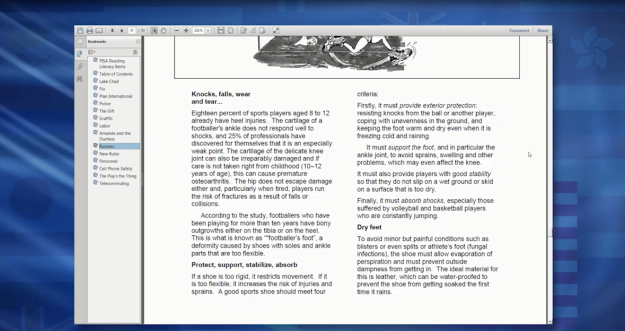 Comment
Share
Bookmarks
PISA Reading
Literacy Items
Table of Contents
Lake Chad
Flu
Plan International
Police
The Gift
Graffiti
Labor
Amanda and the
Duchess
Runners
New Rules
Personnel
Cell Phone Safety
The Play's the Thing
Telecommuting
Knocks, falls, wear
and tear...
Eighteen percent of sports players aged 8 to 12
already have heel injuries.  The cartilage of a
footballer's ankle does not respond well to
shocks, and 25% of professionals have
discovered for themselves that it is an especially
weak point. The cartilage of the delicate knee
joint can also be irreparably damaged and if
care is not taken right from childhood (10–12
years of age), this can cause premature
osteoarthritis.  The hip does not escape damage
either and, particularly when tired, players run
the risk of fractures as a result of falls or
collisions.
According to the study, footballers who have
been playing for more than ten years have bony
outgrowths either on the tibia or on the heel.
This is what is known as "“footballer's foot”, a
deformity caused by shoes with soles and ankle
parts that are too flexible.
Protect, support, stabilize, absorb
If a shoe is too rigid, it restricts movement.  If it
is too flexible, it increases the risk of injuries and
sprains.  A good sports shoe should meet four
criteria:
Firstly, it must provide exterior protection:
resisting knocks from the ball or another player,
coping with unevenness in the ground, and
keeping the foot warm and dry even when it is
freezing cold and raining.
It must support the foot, and in particular the
ankle joint, to avoid sprains, swelling and other
problems, which may even affect the knee.
It must also provide players with good stability
so that they do not slip on a wet ground or skid
on a surface that is too dry.
Finally, it must absorb shocks, especially those
suffered by volleyball and basketball players
who are constantly jumping.
Dry feet
To avoid minor but painful conditions such as
blisters or even splits or athlete's foot (fungal
infections), the shoe must allow evaporation of
perspiration and must prevent outside
dampness from getting in.  The ideal material for
this is leather, which can be water-proofed to
prevent the shoe from getting soaked the first
time it rains.